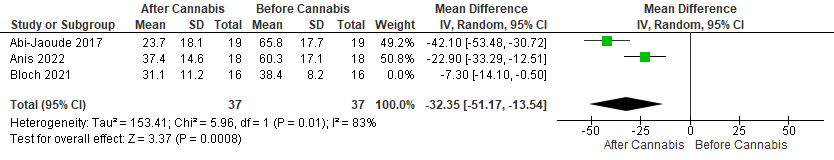 After Cannabis Before Cannabis Mean Difference Mean Difference
Study or Subgroup Mean SD Total Mean SD Total Weight IV, Random, 95% CI IV, Random, 95% CI
Abi-Jaoude 2017 23.7 18.1 19 65.8 17.7 19 49.2% -42.10 [-53.48, -30.72]
Anis 2022 37.4 14.6 18 60.3 17.1 18 50.8% -22.90 [-33.29, -12.51]
Bloch 2021 31.1 11.2 16 38.4 8.2 16 0.0% -7.30 [-14.10, -0.50]
Total (95% CI) 37 37 100.0% -32.35 [-51.17, -13.54]
Heterogeneity: Tau² = 153.41; Chi² = 5.96, df = 1 (P = 0.01); I² = 83%
Test for overall effect: Z = 3.37 (P = 0.0008)
-50 -25 0 25 50
After Cannabis Before Cannabis